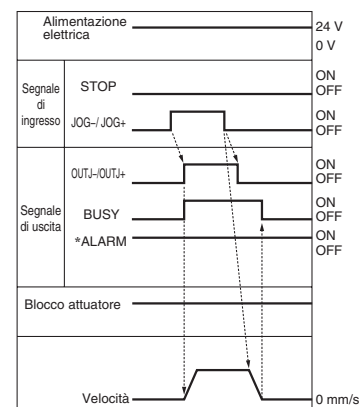 Alimentazione
elettrica
24 V
0 V
Segnale
di
ingresso
STOP
ON
OFF
JOG–/ JOG+
ON
OFF
Segnale
di uscita
OUTJ–/OUTJ+
ON
OFF
BUSY
ON
OFF
*ALARM
ON
OFF
Blocco attuatore
Velocità
0 mm/s